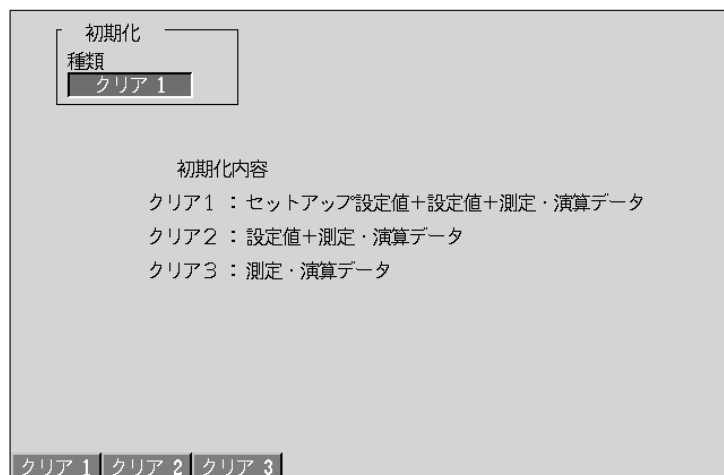 初期化
種類
クリア 1
初期化内容
クリア1 : セットアップ設定値+設定値+測定・演算データ
クリア2 : 設定値+測定・演算データ
クリア3 : 測定・演算データ
クリア 1 クリア 2 クリア 3